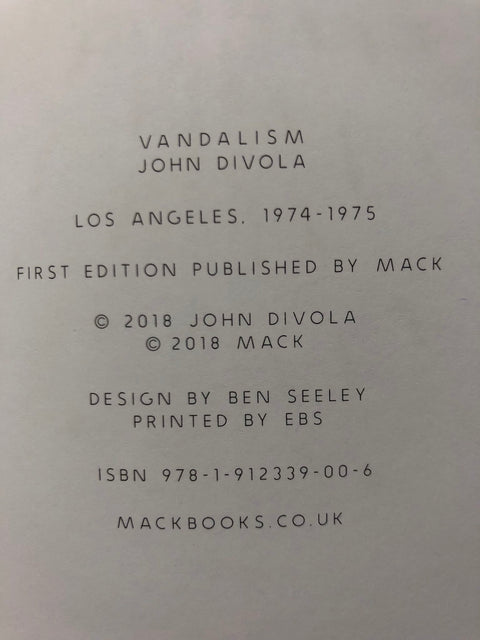 VANDALISM
JOHN DIVOLA
LOS ANGELES. 1974-1975
FIRST EDITION PUBLISHED BY MACK
© 2018 JOHN DIVOLA
© 2018 MACK
DESIGN BY BEN SEELEY
PRINTED BY EBS
ISBN 978-1-912339-00-6
MACKBOOKS.CO.UK